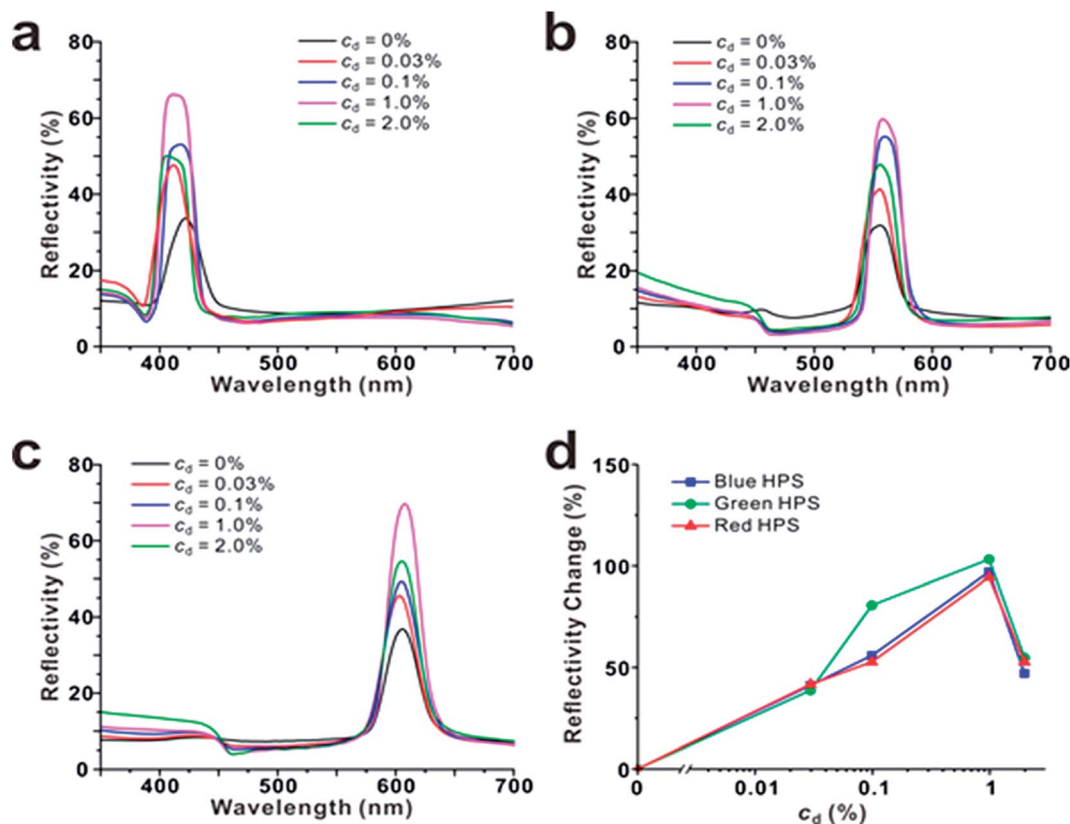 a
80
60
40
20
0
Reflectivity (%)
400
500
600
700
Wavelength (nm)
c_d = 0%
c_d = 0.03%
c_d = 0.1%
c_d = 1.0%
c_d = 2.0%
b
80
60
40
20
0
Reflectivity (%)
400
500
600
700
Wavelength (nm)
c_d = 0%
c_d = 0.03%
c_d = 0.1%
c_d = 1.0%
c_d = 2.0%
c
80
60
40
20
0
Reflectivity (%)
400
500
600
700
Wavelength (nm)
c_d = 0%
c_d = 0.03%
c_d = 0.1%
c_d = 1.0%
c_d = 2.0%
d
150
100
50
0
Reflectivity Change (%)
0
0.01
0.1
1
c_d (%)
Blue HPS
Green HPS
Red HPS